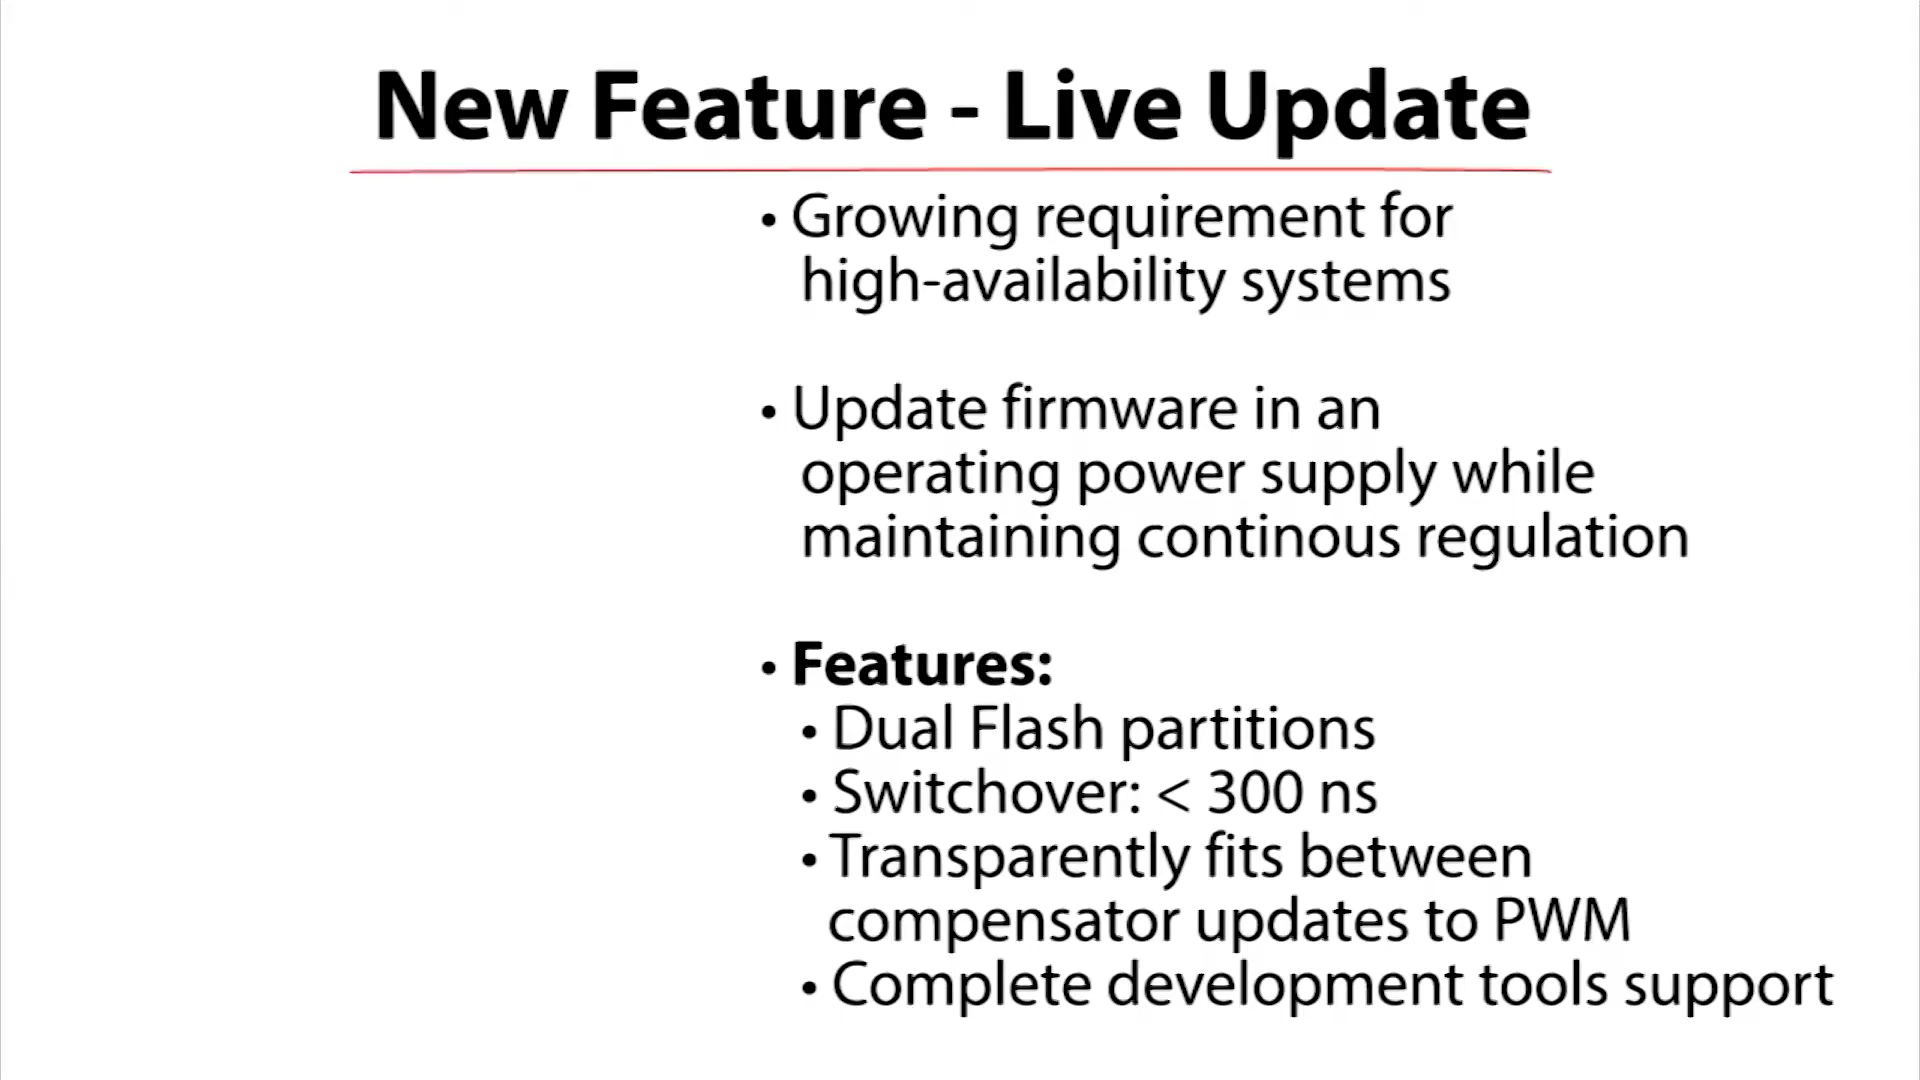 New Feature - Live Update
• Growing requirement for
high-availability systems
• Update firmware in an
operating power supply while
maintaining continous regulation
• Features:
• Dual Flash partitions
• Switchover: < 300 ns
• Transparently fits between
compensator updates to PWM
• Complete development tools support